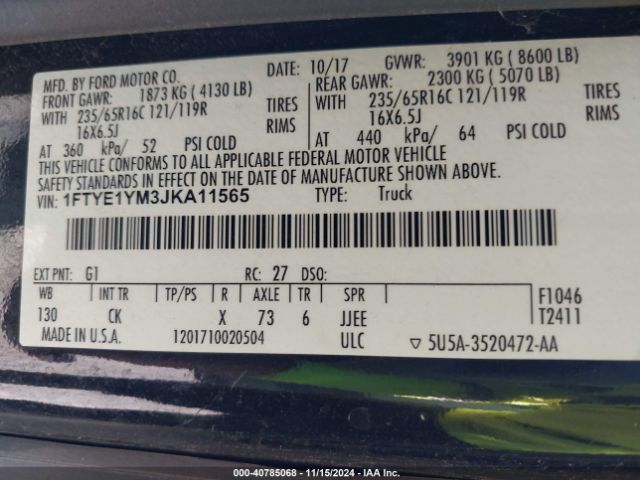 MFD. BY FORD MOTOR CO.
DATE: 10/17 GVWR: 3901 KG ( 8600 LB)
FRONT GAWR: 1873 KG ( 4130 LB)
REAR GAWR: 2300 KG ( 5070 LB)
WITH 235/65R16C 121/119R TIRES
WITH 235/65R16C 121/119R TIRES
16X6.5J RIMS
16X6.5J RIMS
AT 360 kPa/ 52 PSI COLD
AT 440 kPa/ 64 PSI COLD
THIS VEHICLE CONFORMS TO ALL APPLICABLE FEDERAL MOTOR VEHICLE
SAFETY STANDARDS IN EFFECT ON THE DATE OF MANUFACTURE SHOWN ABOVE.
VIN: 1FTYE1YM3JKA11565 TYPE: Truck
EXT PNT: G1 RC: 27 DSO:
WB INT TR TP/PS R AXLE TR SPR F1046
130 CK X 73 6 JJEE T2411
MADE IN U.S.A. 1201710020504 ULC ▽ 5U5A-3520472-AA
000-40785068 - 11/15/2024 - IAA Inc.